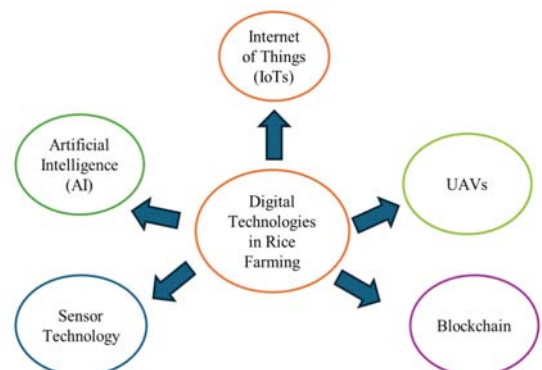 Internet
of Things
(IoTs)
Artificial
Intelligence
(AI)
UAVs
Digital
Technologies
in Rice
Farming
Sensor
Technology
Blockchain